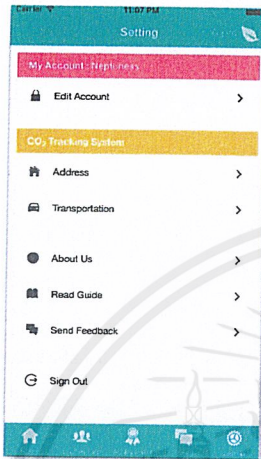 Carrier
11:07 PM
Setting
My Account : Neptoness
Edit Account
CO₂ Tracking System
Address
Transportation
About Us
Read Guide
Send Feedback
Sign Out